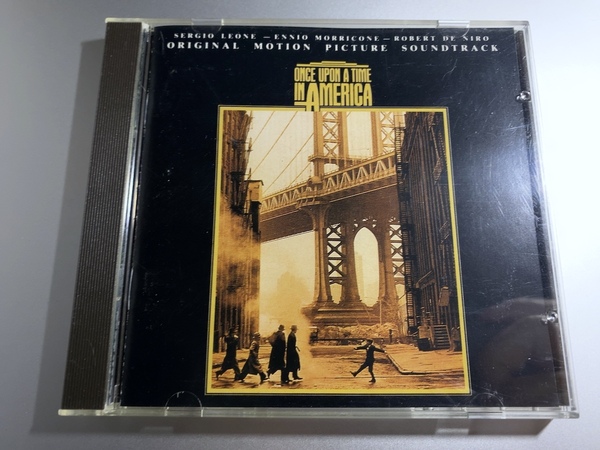 SERGIO LEONE – ENNIO MORRICONE – ROBERT DE NIRO
ORIGINAL MOTION PICTURE SOUNDTRACK
ONCE UPON A TIME
IN AMERICA